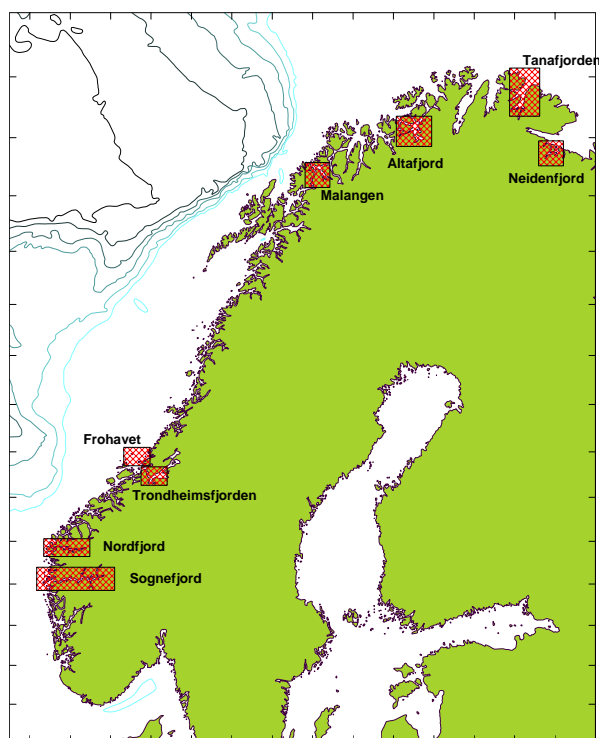 Tanafjorden
Altafjord
Neidenfjord
Malangen
Frohavet
Trondheimsfjorden
Nordfjord
Sognefjord